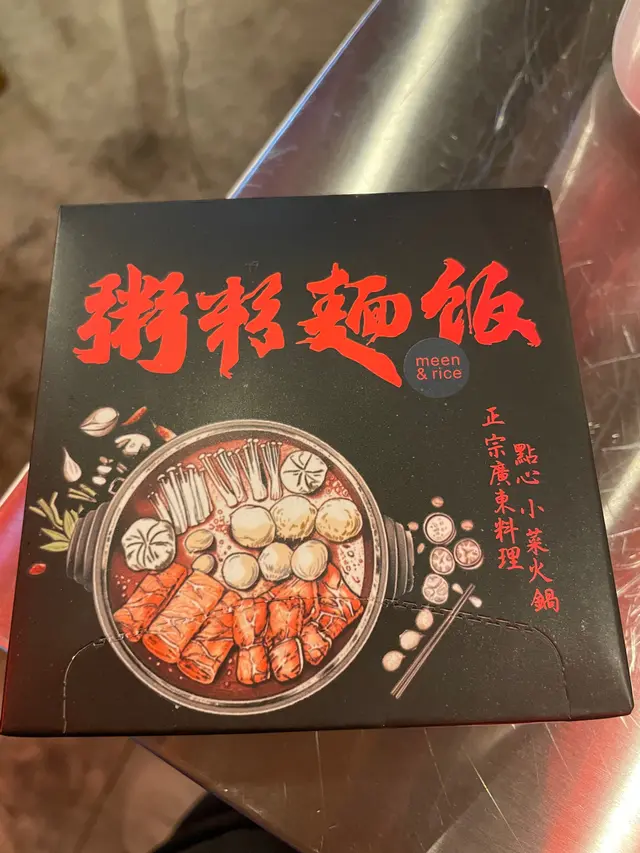 粥粉麵飯
meen
& rice
正宗廣東料理
點心小菜火鍋